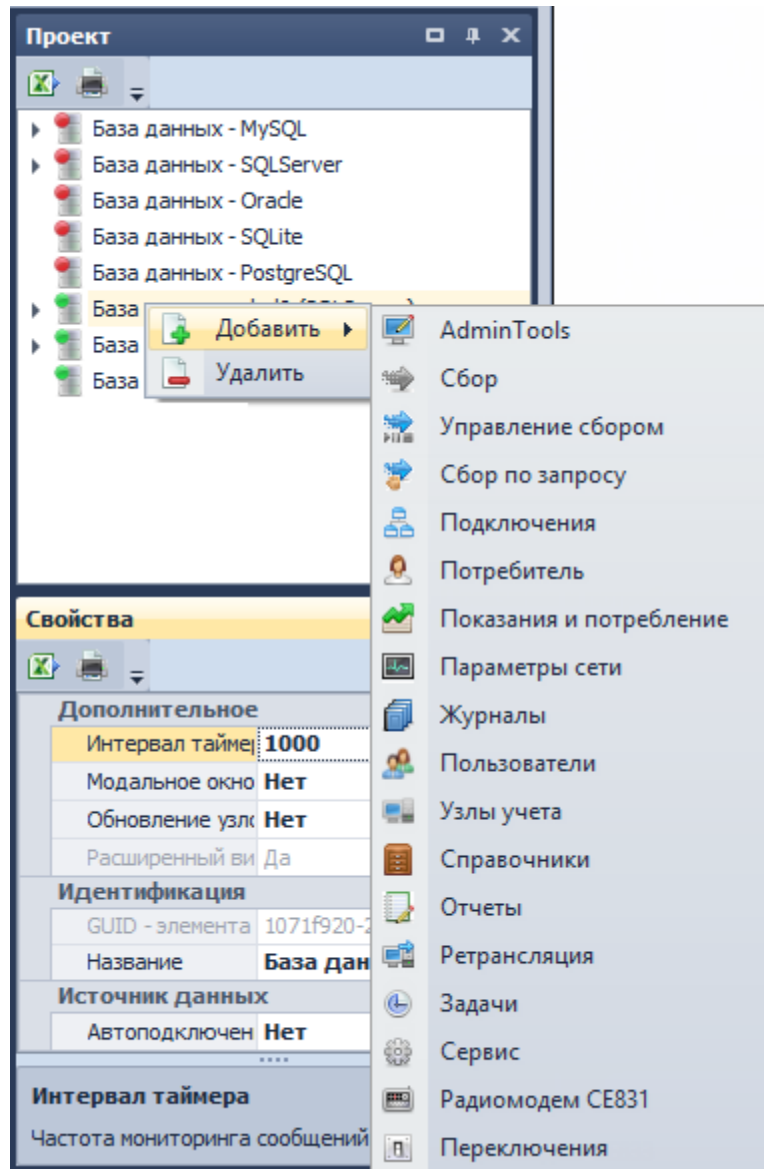 Проект
База данных - MySQL
База данных - SQLServer
База данных - Oracle
База данных - SQLite
База данных - PostgreSQL
База
База
База
Добавить
Удалить
AdminTools
Сбор
Управление сбором
Сбор по запросу
Подключения
Потребитель
Показания и потребление
Параметры сети
Журналы
Пользователи
Узлы учета
Справочники
Отчеты
Ретрансляция
Задачи
Сервис
Радиомодем CE831
Переключения
Свойства
Дополнительное
Интервал таймер 1000
Модальное окно Нет
Обновление узло Нет
Расширенный ви Да
Идентификация
GUID - элемента 1071f920-2
Название База дан
Источник данных
Автоподключен Нет
Интервал таймера
Частота мониторинга сообщений